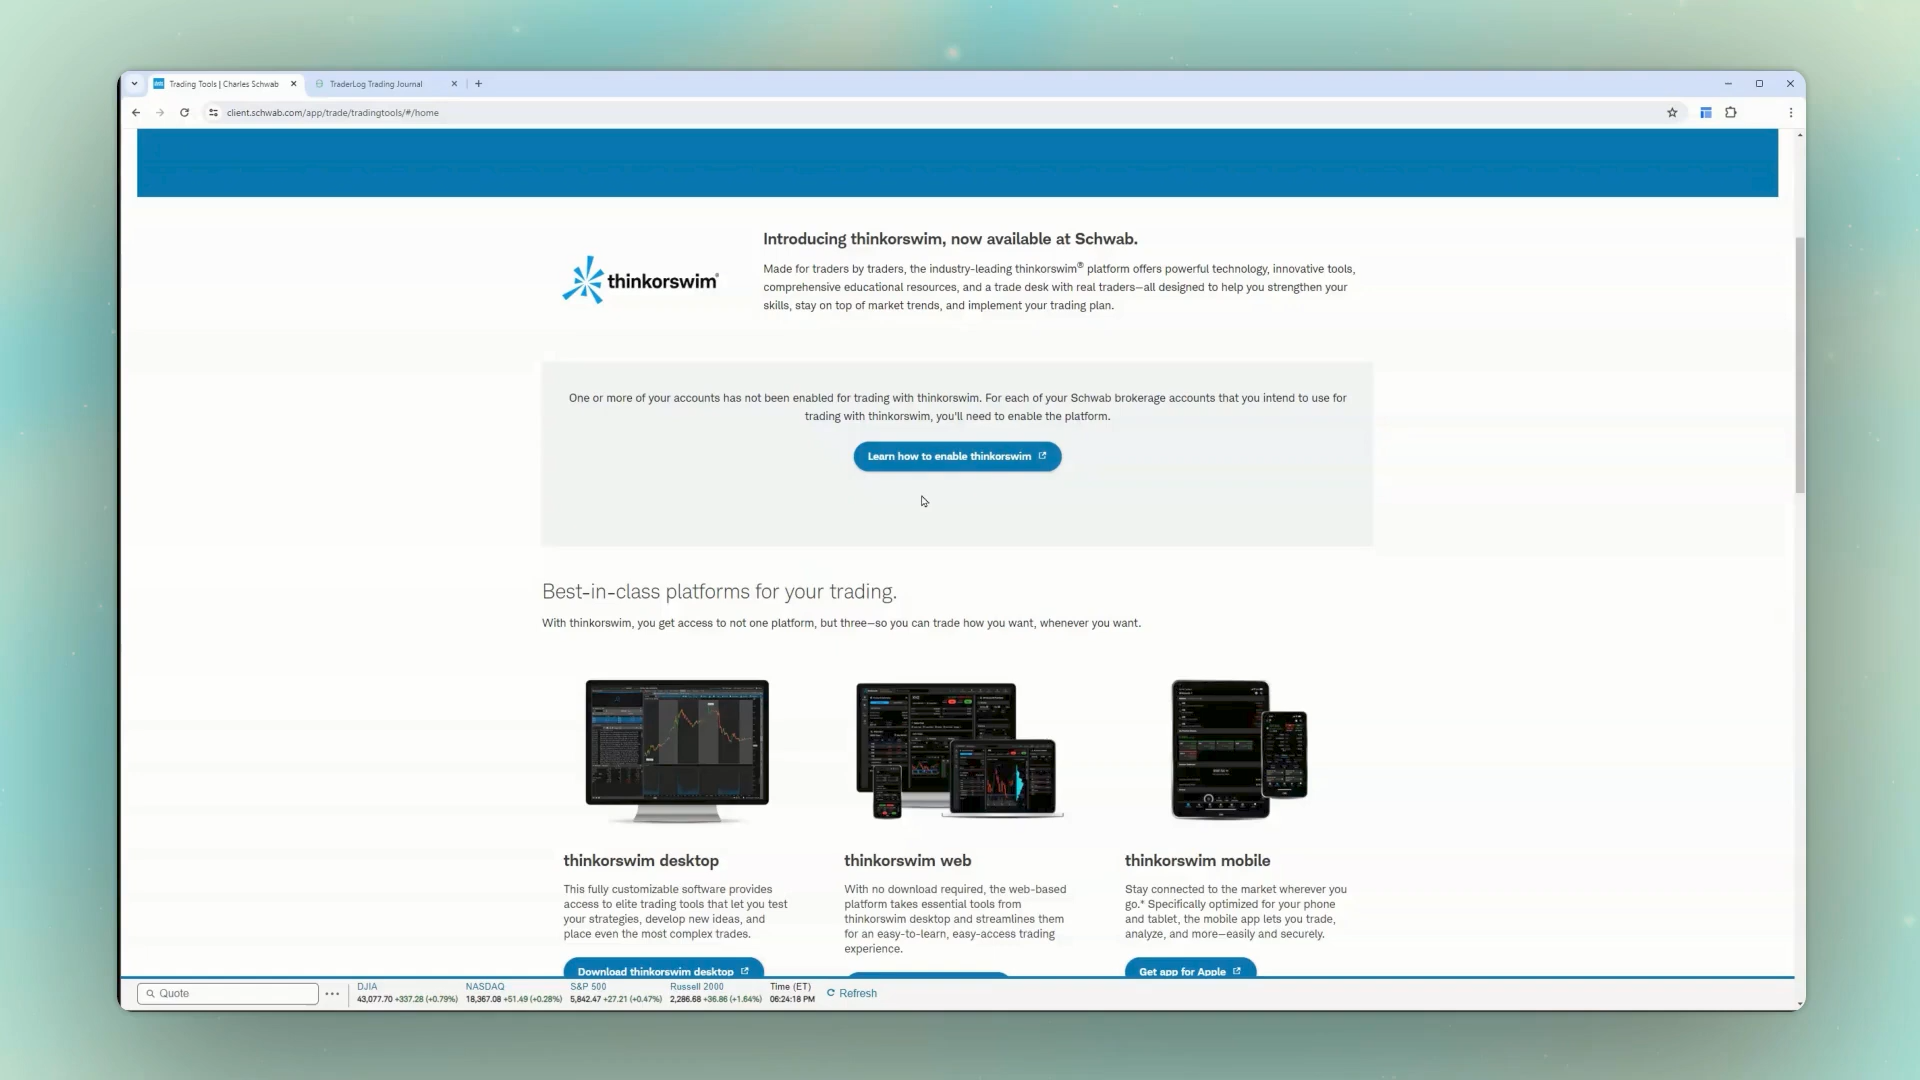 Trading Tools | Charles Schwab
TraderLog Trading Journal
client.schwab.com/app/trade/tradingtools/#/home
thinkorswim®
Introducing thinkorswim, now available at Schwab.
Made for traders by traders, the industry-leading thinkorswim® platform offers powerful technology, innovative tools,
comprehensive educational resources, and a trade desk with real traders—all designed to help you strengthen your
skills, stay on top of market trends, and implement your trading plan.
One or more of your accounts has not been enabled for trading with thinkorswim. For each of your Schwab brokerage accounts that you intend to use for
trading with thinkorswim, you'll need to enable the platform.
Learn how to enable thinkorswim
Best-in-class platforms for your trading.
With thinkorswim, you get access to not one platform, but three—so you can trade how you want, whenever you want.
thinkorswim desktop
This fully customizable software provides
access to elite trading tools that let you test
your strategies, develop new ideas, and
place even the most complex trades.
Download thinkorswim desktop
thinkorswim web
With no download required, the web-based
platform takes essential tools from
thinkorswim desktop and streamlines them
for an easy-to-learn, easy-access trading
experience.
thinkorswim mobile
Stay connected to the market wherever you
go.* Specifically optimized for your phone
and tablet, the mobile app lets you trade,
analyze, and more—easily and securely.
Get app for Apple
Quote
DJIA
43,077.70 +337.28 (+0.79%)
NASDAQ
18,367.08 +51.49 (+0.28%)
S&P 500
5,842.47 +27.21 (+0.47%)
Russell 2000
2,286.68 +36.86 (+1.64%)
Time (ET)
06:24:18 PM
Refresh